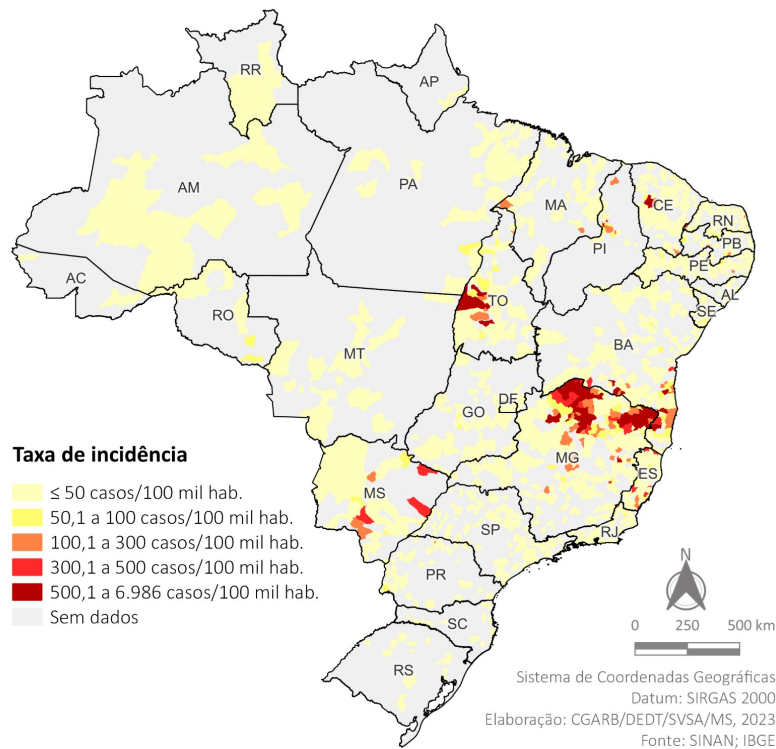 RR
AP
AM
PA
MA
CE
RN
PB
PI
PE
AC
AL
TO
SE
RO
BA
MT
DF
GO
Taxa de incidência
≤ 50 casos/100 mil hab.
50,1 a 100 casos/100 mil hab.
100,1 a 300 casos/100 mil hab.
300,1 a 500 casos/100 mil hab.
500,1 a 6.986 casos/100 mil hab.
Sem dados
MG
ES
MS
SP
RJ
PR
SC
RS
N
0 250 500 km
Sistema de Coordenadas Geográficas
Datum: SIRGAS 2000
Elaboração: CGARB/DEDT/SVSA/MS, 2023
Fonte: SINAN; IBGE